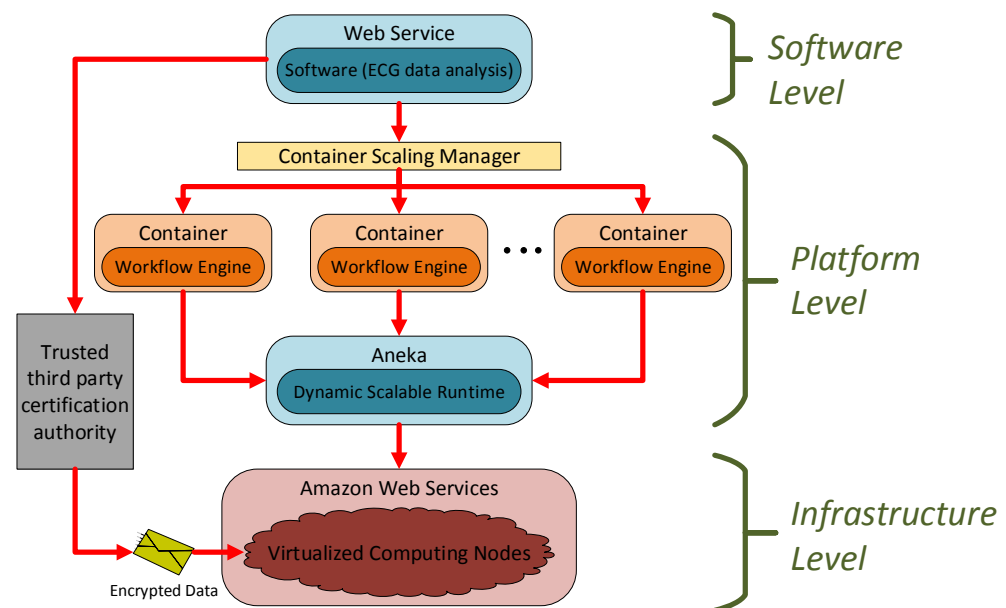 Web Service
Software (ECG data analysis)
Software
Level
Container Scaling Manager
Container
Workflow Engine
Container
Workflow Engine
...
Container
Workflow Engine
Platform
Level
Trusted
third party
certification
authority
Aneka
Dynamic Scalable Runtime
Amazon Web Services
Virtualized Computing Nodes
Encrypted Data
Infrastructure
Level